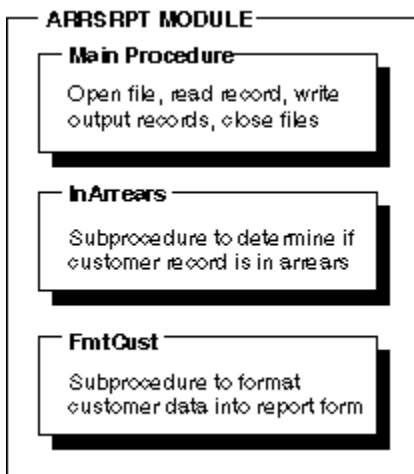 ARRSRPT MODULE
Main Procedure
Open file, read record, write
output records, close files
InArrears
Subprocedure to determine if
customer record is in arrears
FmtCust
Subprocedure to format
customer data into report form